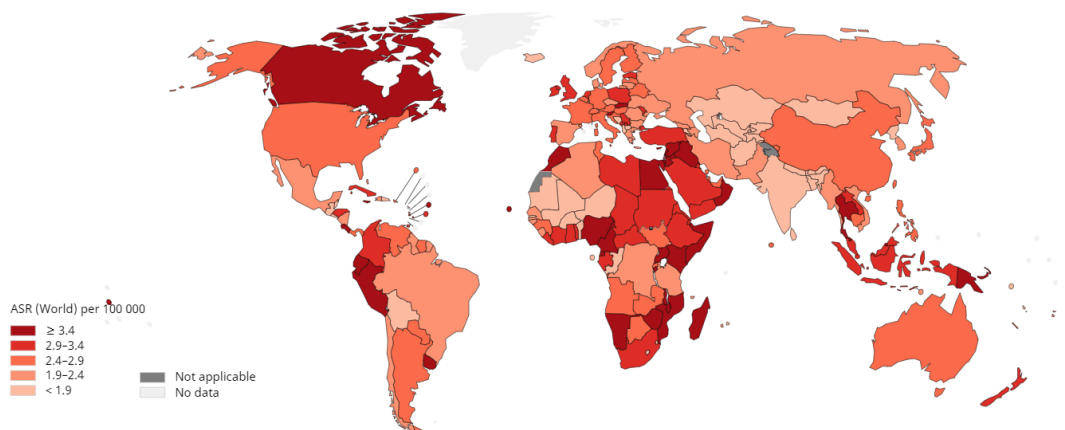 ASR (World) per 100 000
≥ 3.4
2.9–3.4
2.4–2.9
1.9–2.4
< 1.9
Not applicable
No data